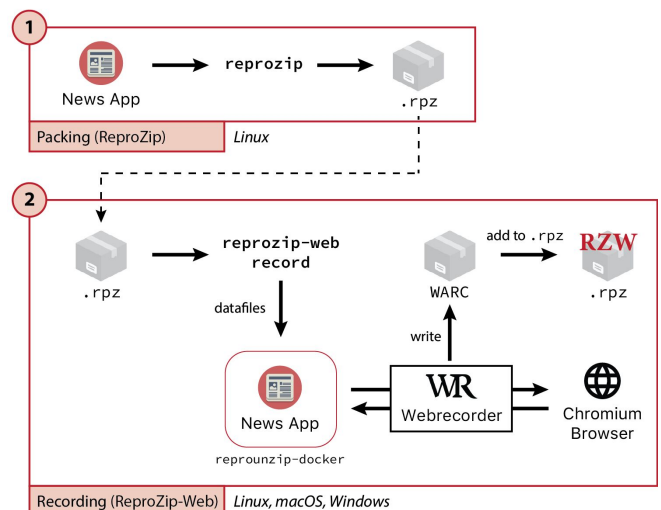 1
News App
reprozip
.rpz
Packing (ReproZip)
Linux
2
.rpz
reprozip-web
record
datafiles
News App
reprounzip-docker
WARC
write
WR
Webrecorder
add to .rpz
RZW
.rpz
Chromium
Browser
Recording (ReproZip-Web)
Linux, macOS, Windows